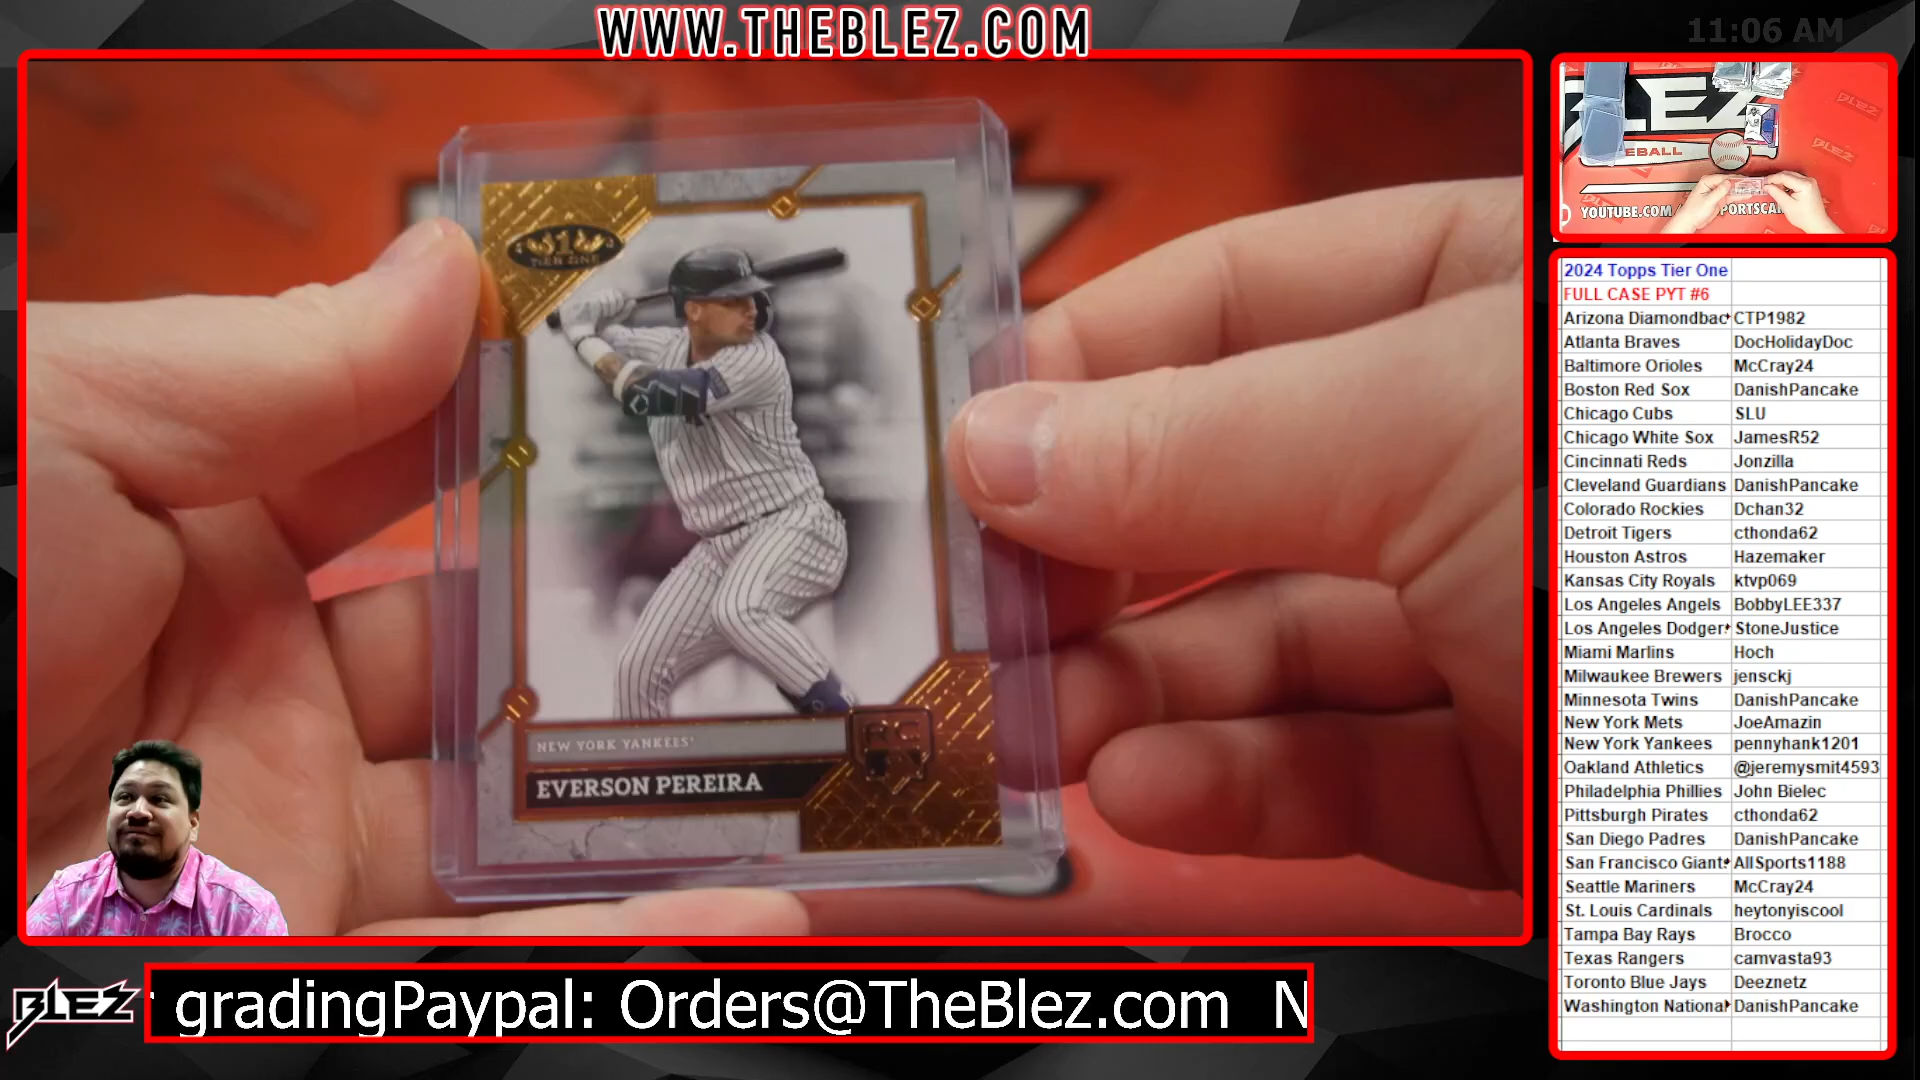 WWW.THEBLEZ.COM
11:06 AM
TIER ONE
NEW YORK YANKEES
RC
EVERSON PEREIRA
BLEZ
EBALL
BLEZ
BLEZ
YOUTUBE.COM/
PORTSCA
2024 Topps Tier One
FULL CASE PYT #6
Arizona Diamondbac CTP1982
Atlanta Braves DocHolidayDoc
Baltimore Orioles McCray24
Boston Red Sox DanishPancake
Chicago Cubs SLU
Chicago White Sox JamesR52
Cincinnati Reds Jonzilla
Cleveland Guardians DanishPancake
Colorado Rockies Dchan32
Detroit Tigers cthonda62
Houston Astros Hazemaker
Kansas City Royals ktvp069
Los Angeles Angels BobbyLEE337
Los Angeles Dodger StoneJustice
Miami Marlins Hoch
Milwaukee Brewers jensckj
Minnesota Twins DanishPancake
New York Mets JoeAmazin
New York Yankees pennyhank1201
Oakland Athletics @jeremysmit4593
Philadelphia Phillies John Bielec
Pittsburgh Pirates cthonda62
San Diego Padres DanishPancake
San Francisco Giant AllSports1188
Seattle Mariners McCray24
St. Louis Cardinals heytonyiscool
Tampa Bay Rays Brocco
Texas Rangers camvasta93
Toronto Blue Jays Deeznetz
Washington Nationa DanishPancake
BLEZ
gradingPaypal: Orders@TheBlez.com N